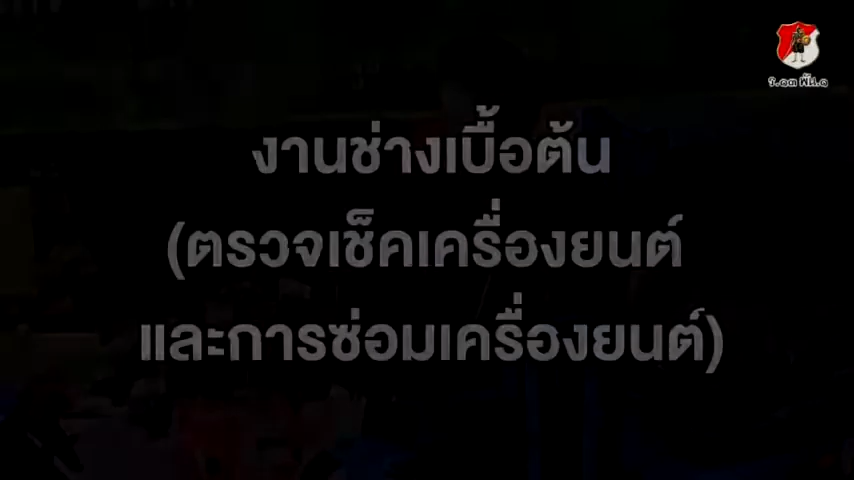 ร.๑๓ พัน.๑
งานช่างเบื้อต้น
(ตรวจเช็คเครื่องยนต์
และการซ่อมเครื่องยนต์)